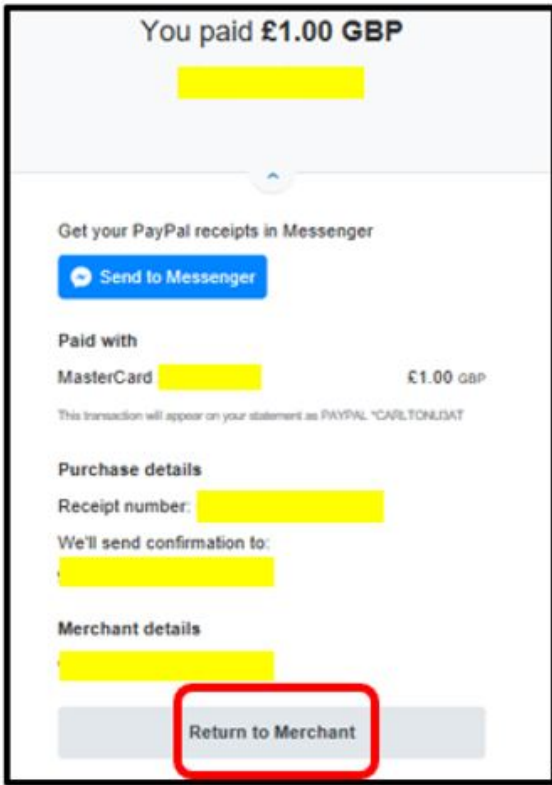 You paid £1.00 GBP
Get your PayPal receipts in Messenger
Send to Messenger
Paid with
MasterCard £1.00 GBP
This transaction will appear on your statement as PAYPAL *CARLTONU3AT
Purchase details
Receipt number:
We'll send confirmation to:
Merchant details
Return to Merchant